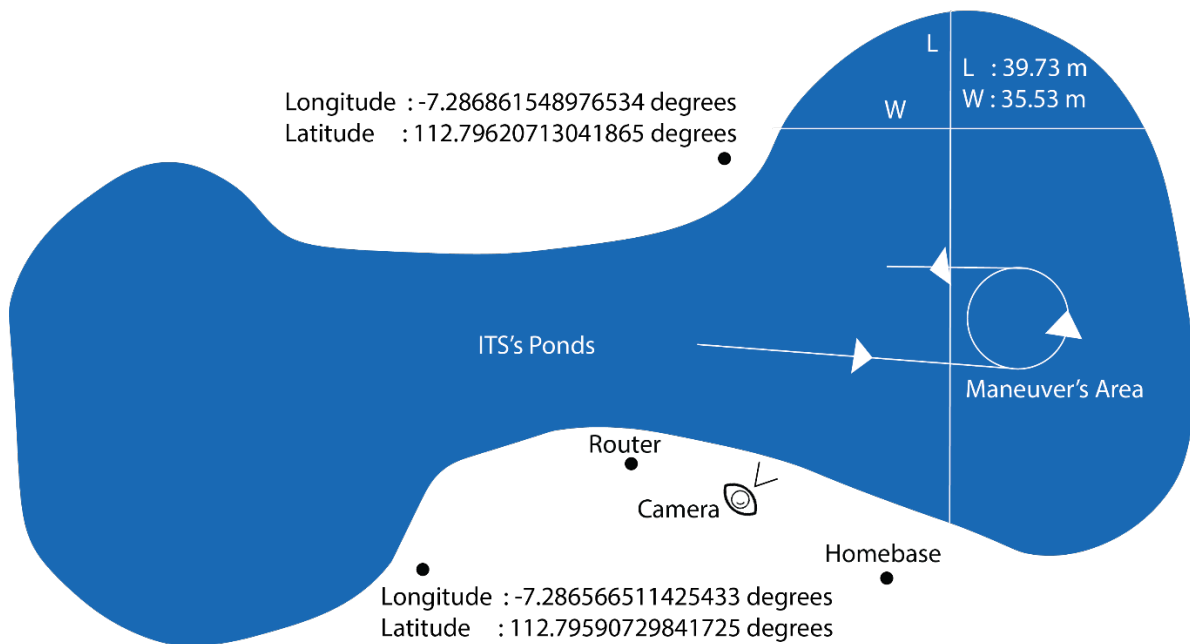 L
L : 39.73 m
W : 35.53 m
Longitude : -7.286861548976534 degrees
Latitude : 112.79620713041865 degrees
W
ITS's Ponds
Maneuver's Area
Router
Camera
Homebase
Longitude : -7.286566511425433 degrees
Latitude : 112.79590729841725 degrees